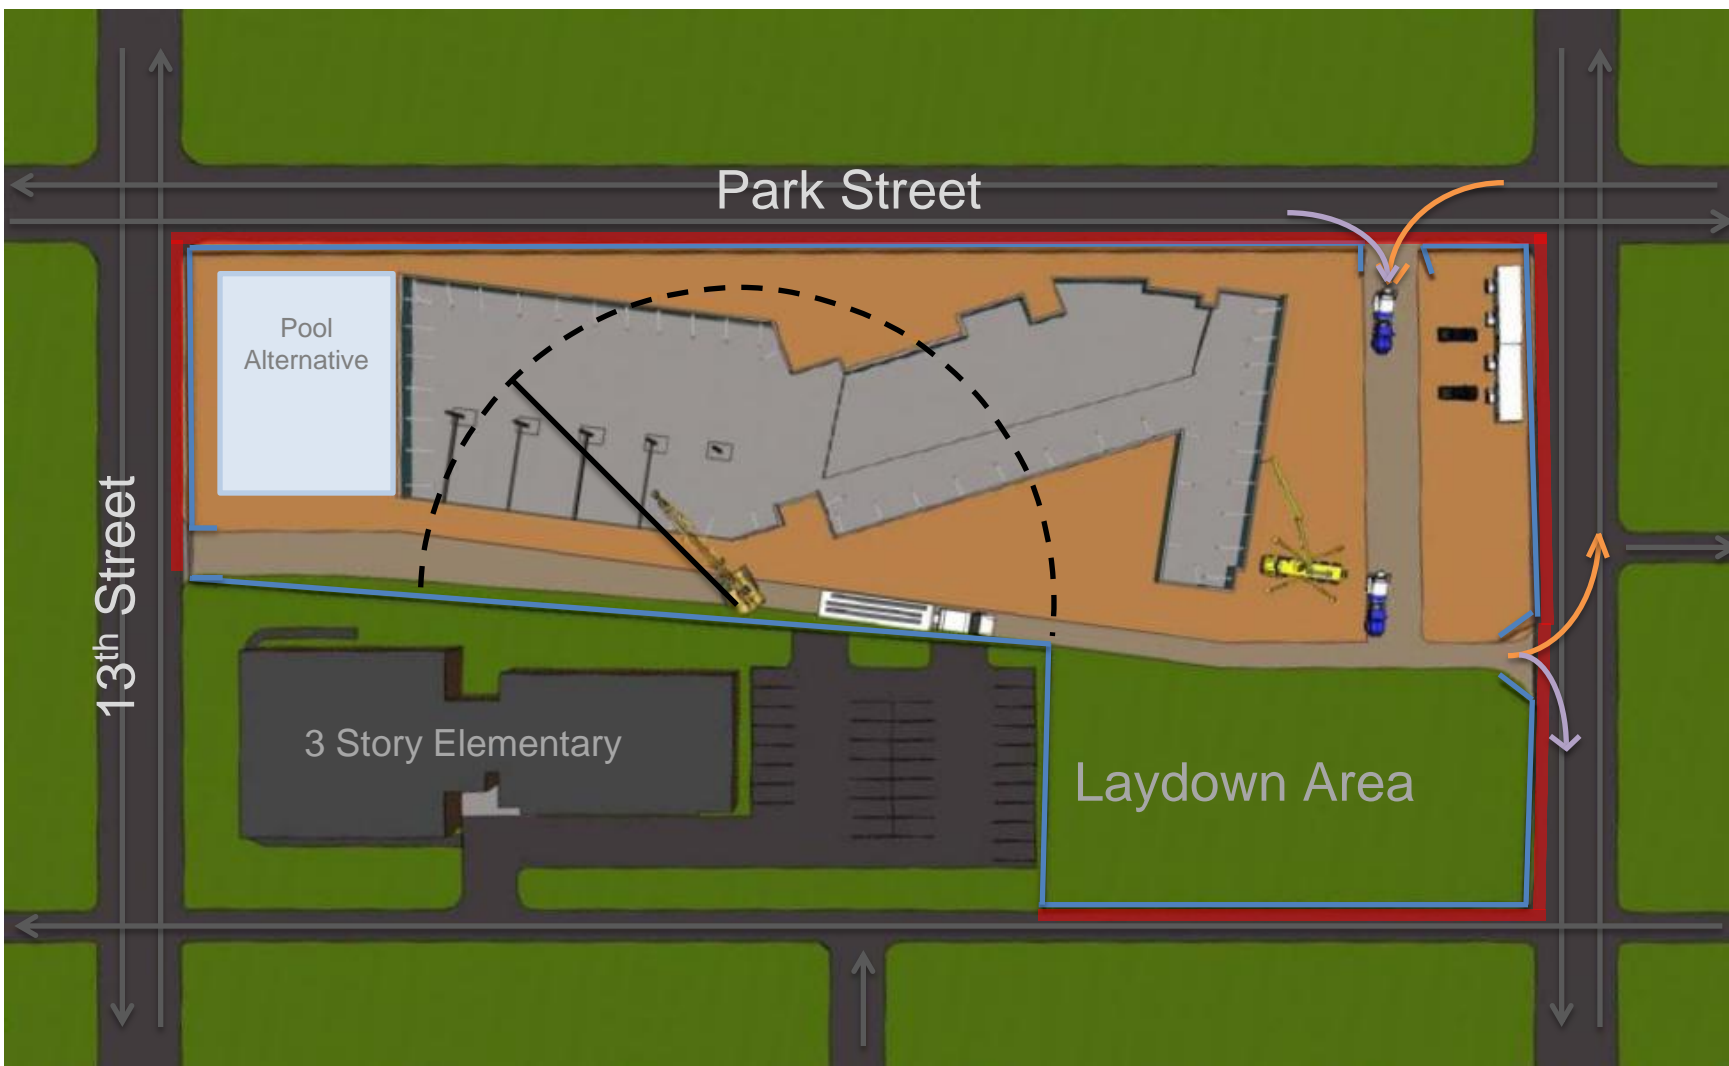 Park Street
Pool
Alternative
13th Street
3 Story Elementary
Laydown Area